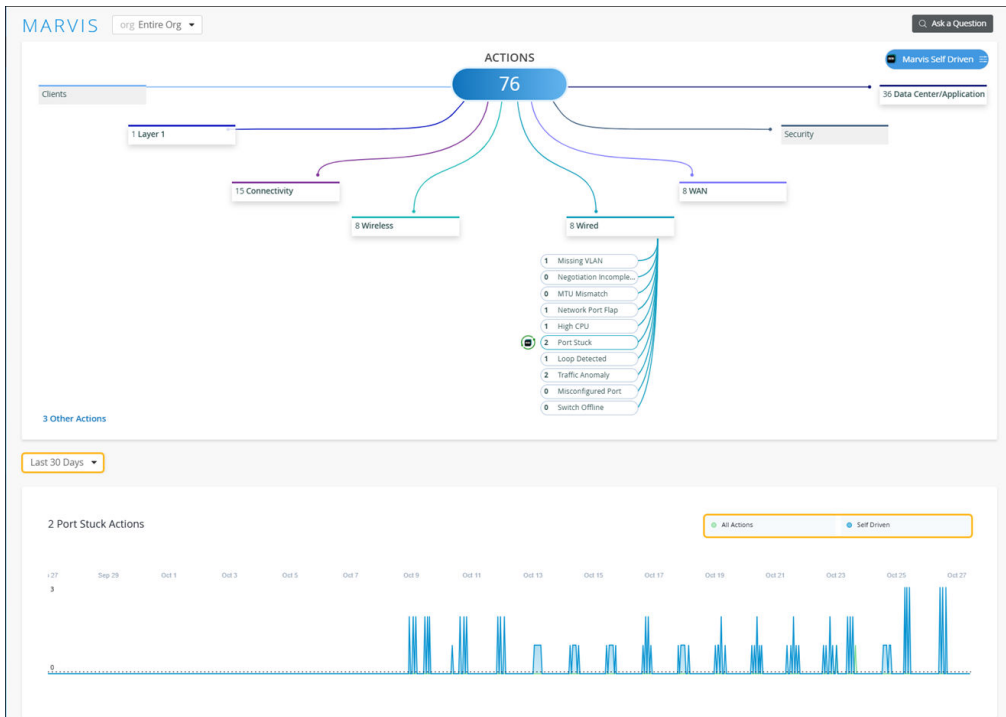 MARVIS
org Entire Org
Ask a Question
ACTIONS
76
Marvis Self Driven
Clients
36 Data Center/Application
1 Layer 1
Security
15 Connectivity
8 WAN
8 Wireless
8 Wired
1 Missing VLAN
0 Negotiation Incomple...
0 MTU Mismatch
1 Network Port Flap
1 High CPU
2 Port Stuck
1 Loop Detected
2 Traffic Anomaly
0 Misconfigured Port
0 Switch Offline
3 Other Actions
Last 30 Days
2 Port Stuck Actions
All Actions
Self Driven
27 Sep 29 Oct 1 Oct 3 Oct 5 Oct 7 Oct 9 Oct 11 Oct 13 Oct 15 Oct 17 Oct 19 Oct 21 Oct 23 Oct 25 Oct 27
3
0